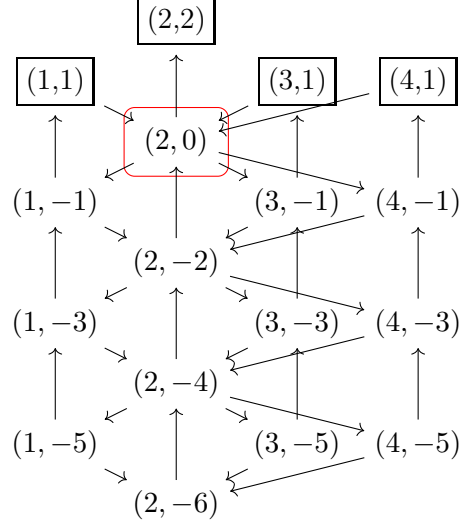 (2,2)
(1,1) (3,1) (4,1)
(2, 0)
(1, −1) (3, −1) (4, −1)
(2, −2)
(1, −3) (3, −3) (4, −3)
(2, −4)
(1, −5) (3, −5) (4, −5)
(2, −6)